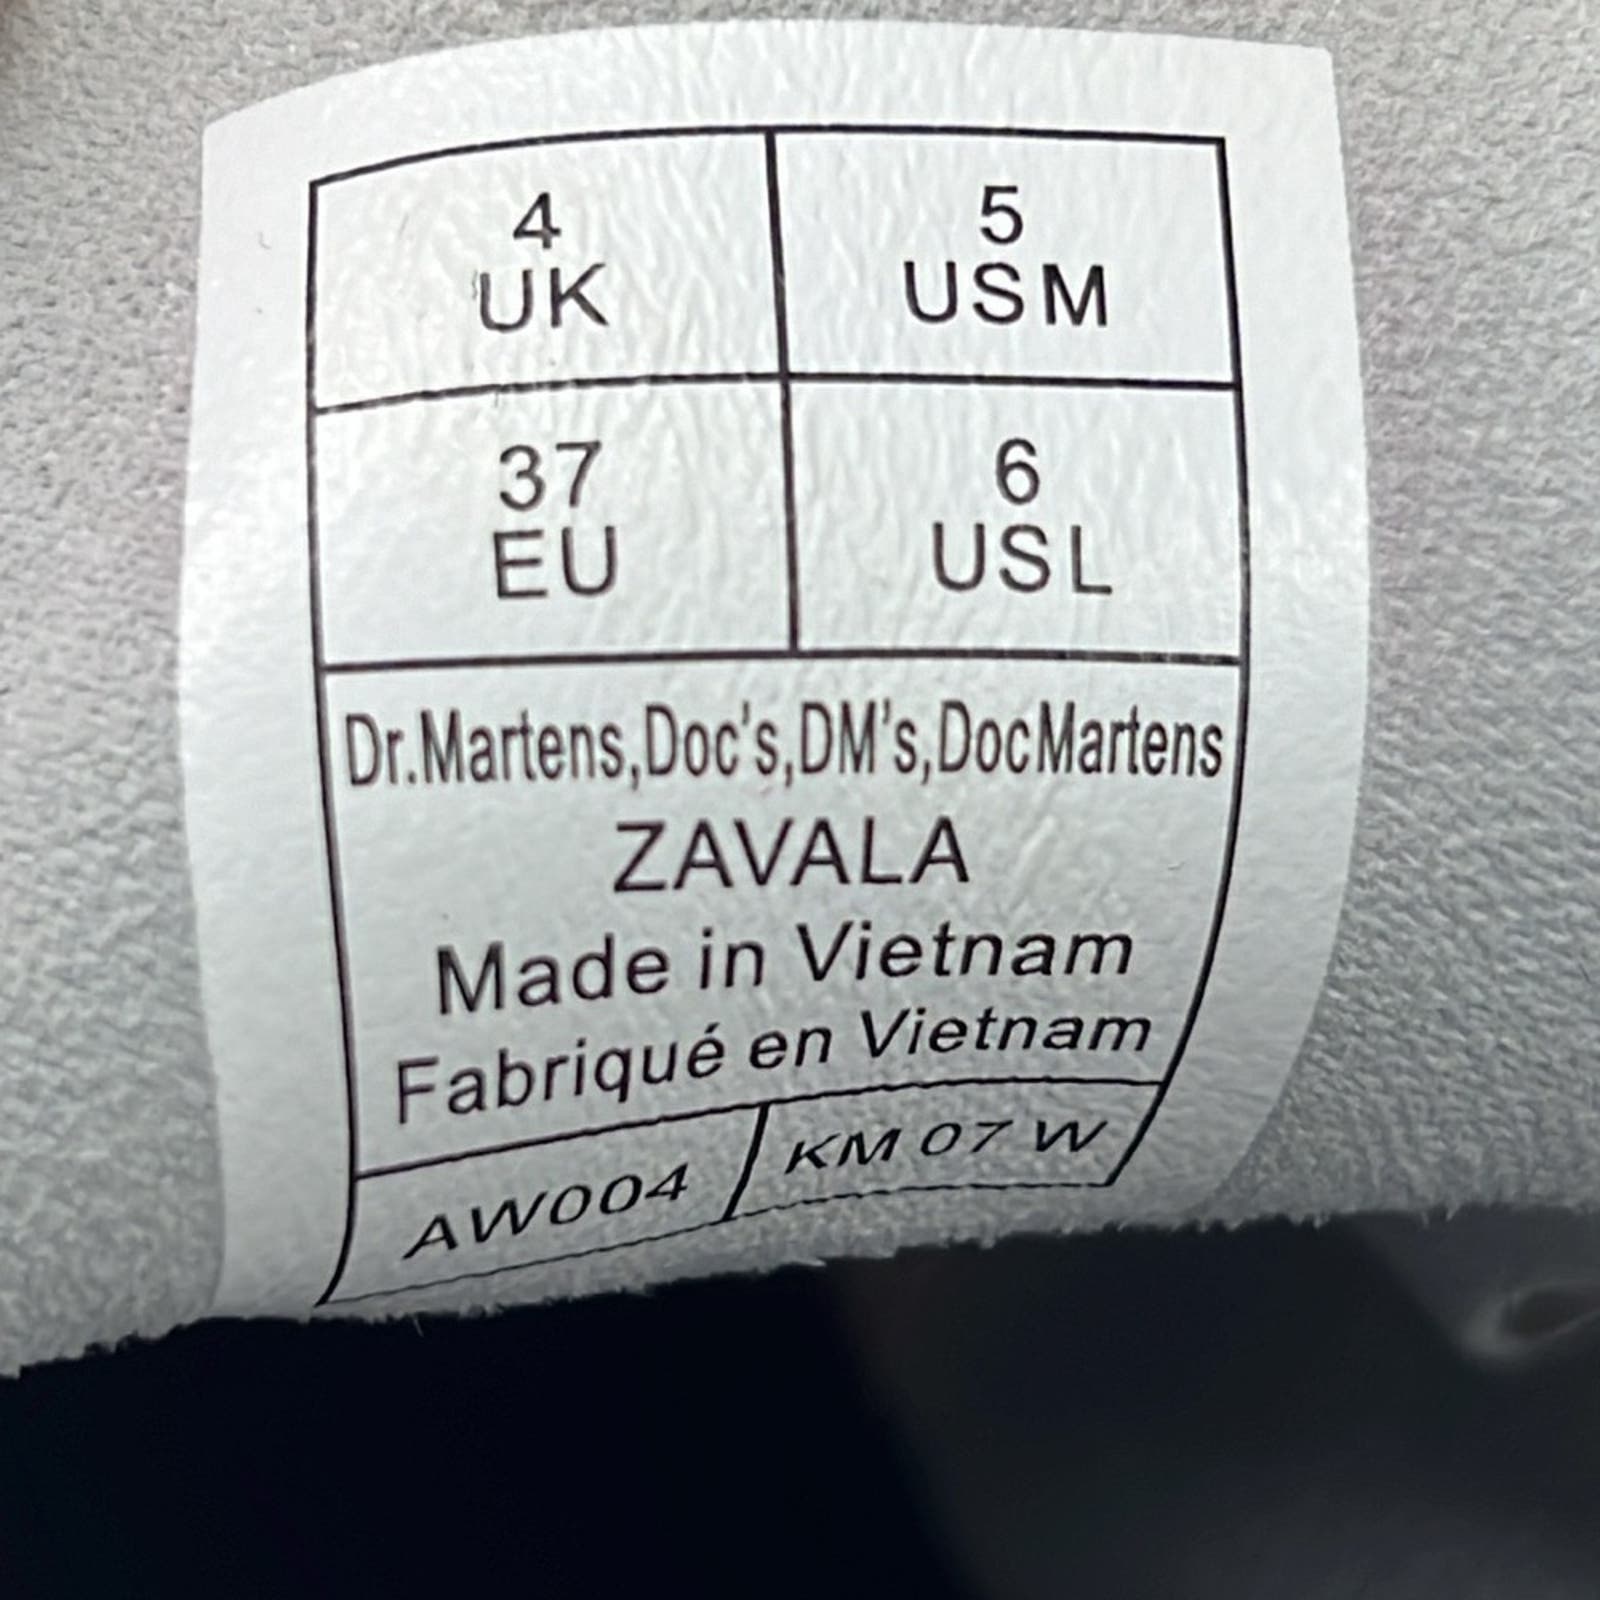 4 UK
5 USM
37 EU
6 USL
Dr.Martens,Doc's,DM's,DocMartens
ZAVALA
Made in Vietnam
Fabriqué en Vietnam
AW004
KM 07 W